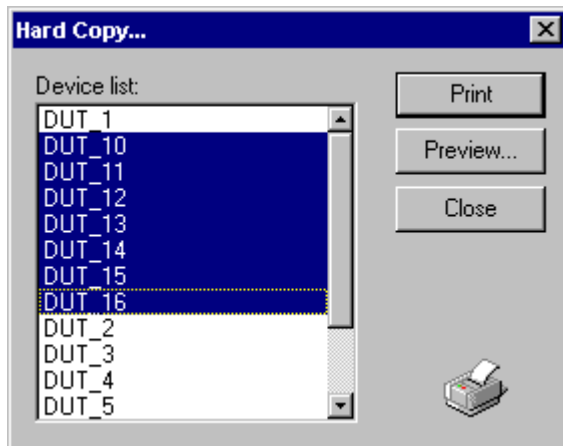 Hard Copy...
Device list:
DUT_1
DUT_10
DUT_11
DUT_12
DUT_13
DUT_14
DUT_15
DUT_16
DUT_2
DUT_3
DUT_4
DUT_5
Print
Preview...
Close